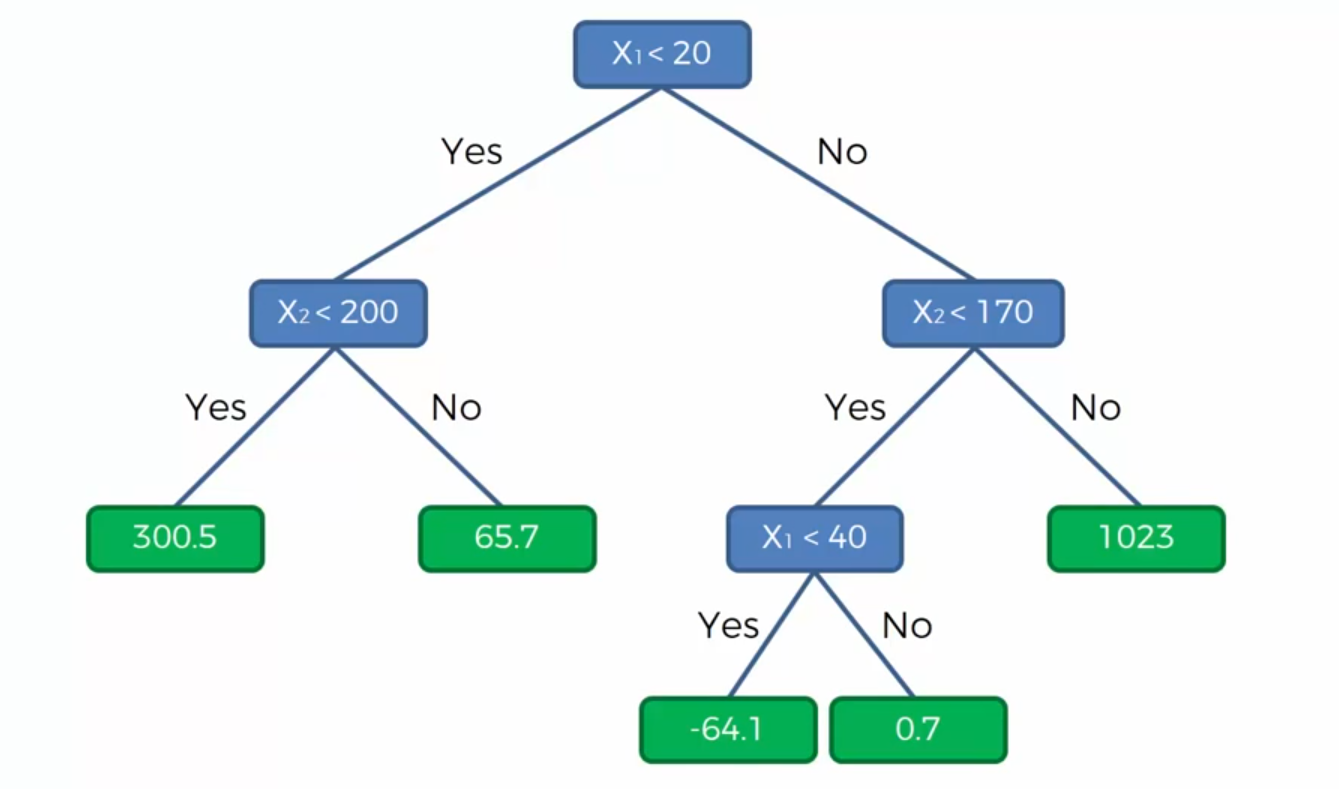 X₁ < 20
Yes
No
X₂ < 200
X₂ < 170
Yes
No
Yes
No
300.5
65.7
X₁ < 40
1023
Yes
No
-64.1
0.7